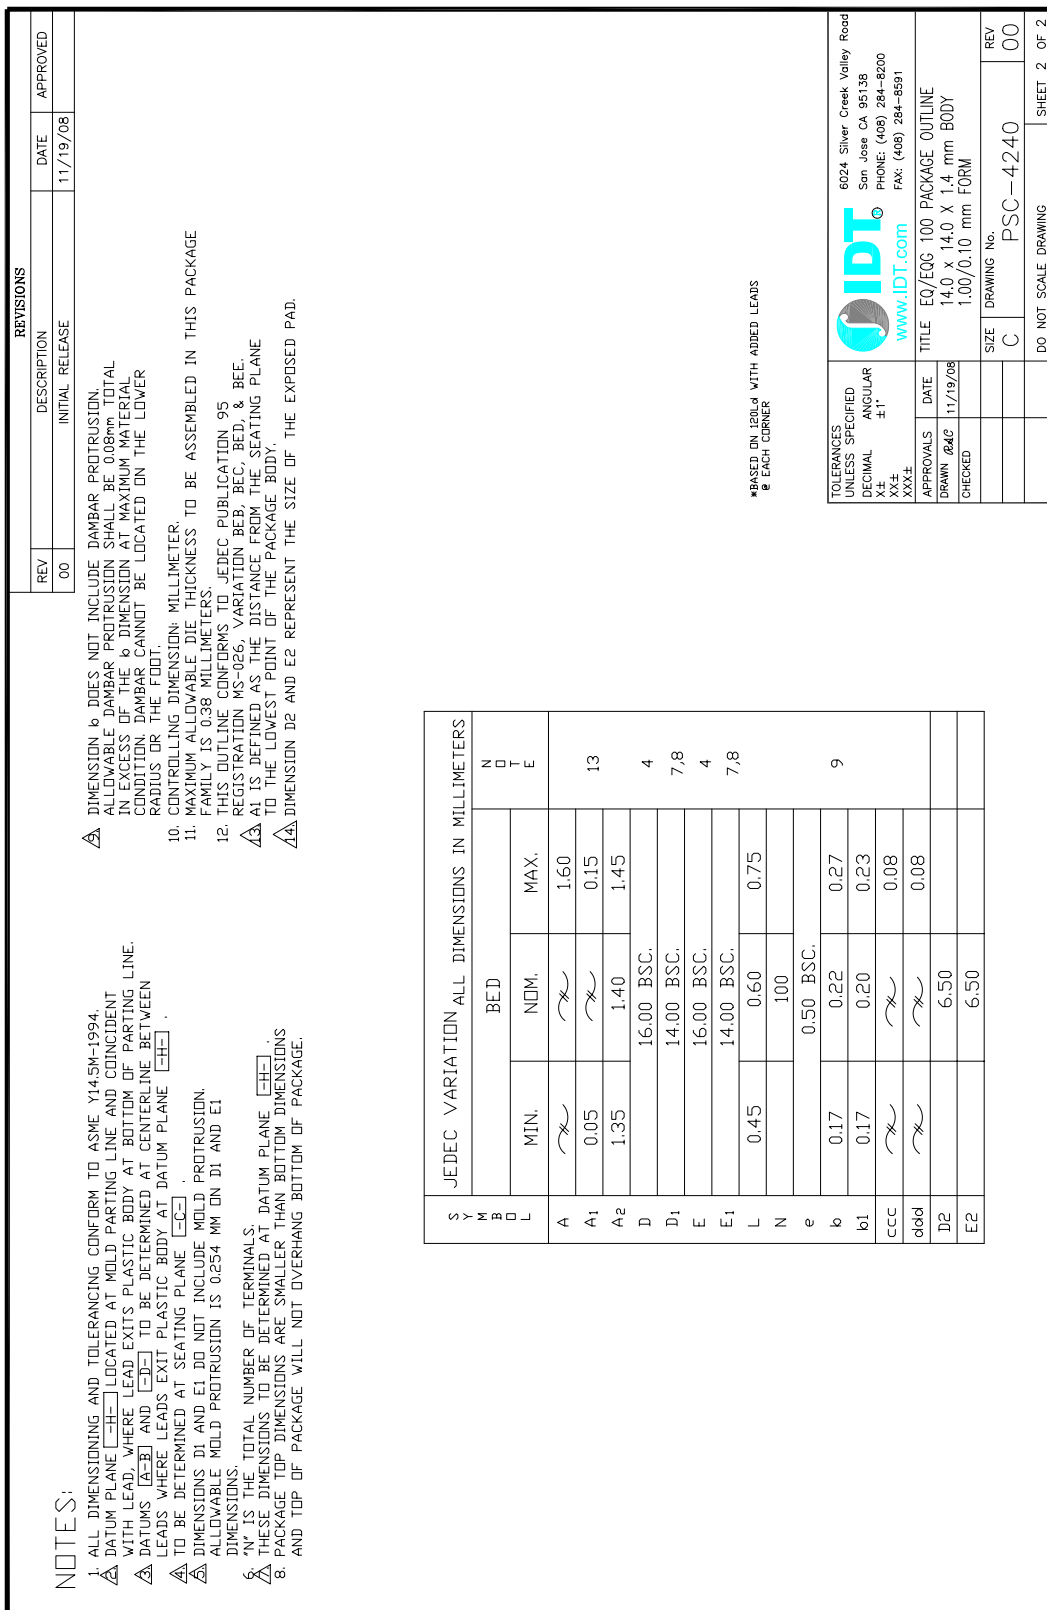 REVISIONS
REV DESCRIPTION DATE APPROVED
00 INITIAL RELEASE 11/19/08
NOTES:
1. ALL DIMENSIONING AND TOLERANCING CONFORM TO ASME Y14.5M-1994.
2. DATUM PLANE -H- LOCATED AT MOLD PARTING LINE AND COINCIDENT
WITH LEAD, WHERE LEAD EXITS PLASTIC BODY AT BOTTOM OF PARTING LINE.
3. DATUMS A-B AND -D- TO BE DETERMINED AT CENTERLINE BETWEEN
LEADS WHERE LEADS EXIT PLASTIC BODY AT DATUM PLANE -H- .
4. TO BE DETERMINED AT SEATING PLANE -C- .
5. DIMENSIONS D1 AND E1 DO NOT INCLUDE MOLD PROTRUSION.
ALLOWABLE MOLD PROTRUSION IS 0.254 MM ON D1 AND E1
DIMENSIONS.
6. "N" IS THE TOTAL NUMBER OF TERMINALS.
7. THESE DIMENSIONS TO BE DETERMINED AT DATUM PLANE -H- .
8. PACKAGE TOP DIMENSIONS ARE SMALLER THAN BOTTOM DIMENSIONS
AND TOP OF PACKAGE WILL NOT OVERHANG BOTTOM OF PACKAGE.
9. DIMENSION b DOES NOT INCLUDE DAMBAR PROTRUSION.
ALLOWABLE DAMBAR PROTRUSION SHALL BE 0.08mm TOTAL
IN EXCESS OF THE b DIMENSION AT MAXIMUM MATERIAL
CONDITION. DAMBAR CANNOT BE LOCATED ON THE LOWER
RADIUS OR THE FOOT.
10. CONTROLLING DIMENSION: MILLIMETER.
11. MAXIMUM ALLOWABLE DIE THICKNESS TO BE ASSEMBLED IN THIS PACKAGE
FAMILY IS 0.38 MILLIMETERS.
12. THIS OUTLINE CONFORMS TO JEDEC PUBLICATION 95
REGISTRATION MS-026, VARIATION BEB, BEC, BED, & BEE.
13. A1 IS DEFINED AS THE DISTANCE FROM THE SEATING PLANE
TO THE LOWEST POINT OF THE PACKAGE BODY.
14. DIMENSION D2 AND E2 REPRESENT THE SIZE OF THE EXPOSED PAD.
SYMBOL JEDEC VARIATION ALL DIMENSIONS IN MILLIMETERS
BED NOTE
MIN. NOM. MAX.
A 1.60
A1 0.05 0.15 13
A2 1.35 1.40 1.45
D 16.00 BSC. 4
D1 14.00 BSC. 7,8
E 16.00 BSC. 4
E1 14.00 BSC. 7,8
L 0.45 0.60 0.75
N 100
e 0.50 BSC.
b 0.17 0.22 0.27 9
b1 0.17 0.20 0.23
ccc 0.08
ddd 0.08
D2 6.50
E2 6.50
*BASED ON 120Ld WITH ADDED LEADS
@ EACH CORNER
TOLERANCES
UNLESS SPECIFIED
DECIMAL ANGULAR
X± ±1°
XX±
XXX±
APPROVALS DATE
DRAWN RAC 11/19/08
CHECKED
IDT®
www.IDT.com
6024 Silver Creek Valley Road
San Jose CA 95138
PHONE: (408) 284-8200
FAX: (408) 284-8591
TITLE EQ/EQG 100 PACKAGE OUTLINE
14.0 x 14.0 X 1.4 mm BODY
1.00/0.10 mm FORM
SIZE DRAWING No. REV
C PSC-4240 00
DO NOT SCALE DRAWING SHEET 2 OF 2